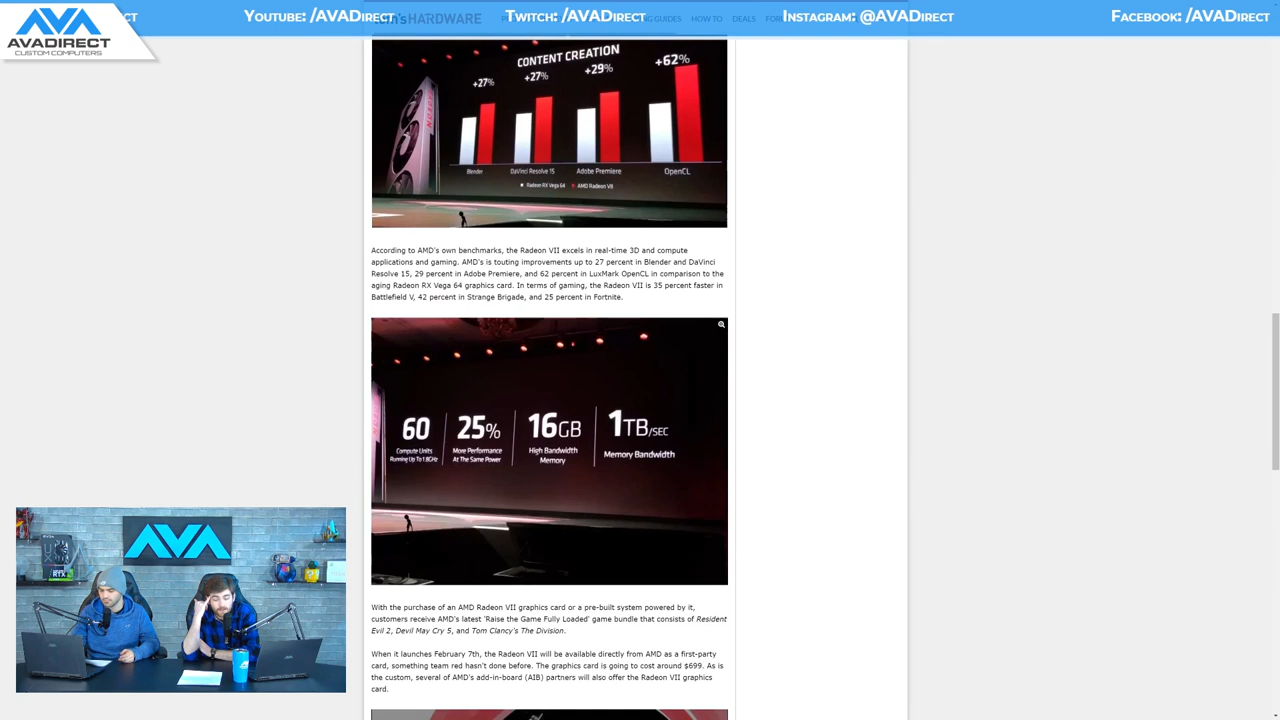 Youtube: /AVADirect
Twitch: /AVADirect
Instagram: @AVADirect
Facebook: /AVADirect
AVADIRECT
CUSTOM COMPUTERS
HARDWARE
GUIDES
HOW TO
DEALS
CONTENT CREATION
+27%
+27%
+29%
+62%
RADEON
Blender
DaVinci Resolve 15
Adobe Premiere
OpenCL
Radeon RX Vega 64
AMD Radeon VII
According to AMD's own benchmarks, the Radeon VII excels in real-time 3D and compute
applications and gaming. AMD's is touting improvements up to 27 percent in Blender and DaVinci
Resolve 15, 29 percent in Adobe Premiere, and 62 percent in LuxMark OpenCL in comparison to the
aging Radeon RX Vega 64 graphics card. In terms of gaming, the Radeon VII is 35 percent faster in
Battlefield V, 42 percent in Strange Brigade, and 25 percent in Fortnite.
60
Compute Units
Running Up To 1.8GHz
25%
More Performance
At The Same Power
16GB
High Bandwidth
Memory
1TB/SEC
Memory Bandwidth
AVA
RTX
With the purchase of an AMD Radeon VII graphics card or a pre-built system powered by it,
customers receive AMD's latest 'Raise the Game Fully Loaded' game bundle that consists of Resident
Evil 2, Devil May Cry 5, and Tom Clancy's The Division.
When it launches February 7th, the Radeon VII will be available directly from AMD as a first-party
card, something team red hasn't done before. The graphics card is going to cost around $699. As is
the custom, several of AMD's add-in-board (AIB) partners will also offer the Radeon VII graphics
card.